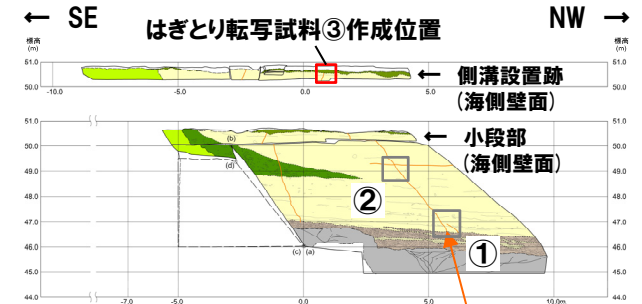 ← SE
NW →
はぎとり転写試料③作成位置
標高
(m)
標高
(m)
51.0
50.0
51.0
50.0
-10.0
-5.0
0.0
5.0
← 側溝設置跡
(海側壁面)
51.0
50.0
49.0
48.0
47.0
46.0
45.0
44.0
51.0
50.0
49.0
48.0
47.0
46.0
45.0
44.0
← 小段部
(海側壁面)
(b)
(d)
②
①
(c) (a)
-7.0
-5.0
0.0
5.0
10.0m